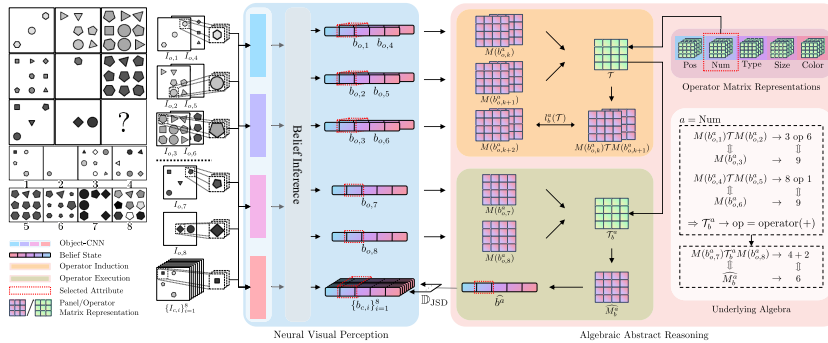 ?
1 2 3 4
5 6 7 8
Object-CNN
Belief State
Operator Induction
Operator Execution
Selected Attribute
Panel/Operator
Matrix Representation
I_{o,1} I_{o,4}
I_{o,2} I_{o,5}
I_{o,3} I_{o,6}
I_{o,7}
I_{o,8}
{I_{c,i}}^8_{i=1}
Belief Inference
b_{o,1} b_{o,4}
b_{o,2} b_{o,5}
b_{o,3} b_{o,6}
b_{o,7}
b_{o,8}
{b_{c,i}}^8_{i=1}
Neural Visual Perception
𝔻_{JSD}
M(b^a_{o,k})
M(b^a_{o,k+1})
M(b^a_{o,k+2})
𝒯
M(b^a_{o,k})𝒯M(b^a_{o,k+1})
M(b^a_{o,7})
M(b^a_{o,8})
𝒯^a_b
\widehat{M^a_b}
\widehat{b^a}
Algebraic Abstract Reasoning
Pos Num Type Size Color
Operator Matrix Representations
a = Num
M(b^a_{o,1})𝒯M(b^a_{o,2}) → 3 op 6
⇕ ⇕
M(b^a_{o,3}) → 9
M(b^a_{o,4})𝒯M(b^a_{o,5}) → 8 op 1
⇕ ⇕
M(b^a_{o,6}) → 9
⇒ 𝒯^a_b → op = operator(+)
M(b^a_{o,7})𝒯^a_b M(b^a_{o,8}) → 4 + 2
⇕ ⇕
\widehat{M^a_b} → 6
Underlying Algebra